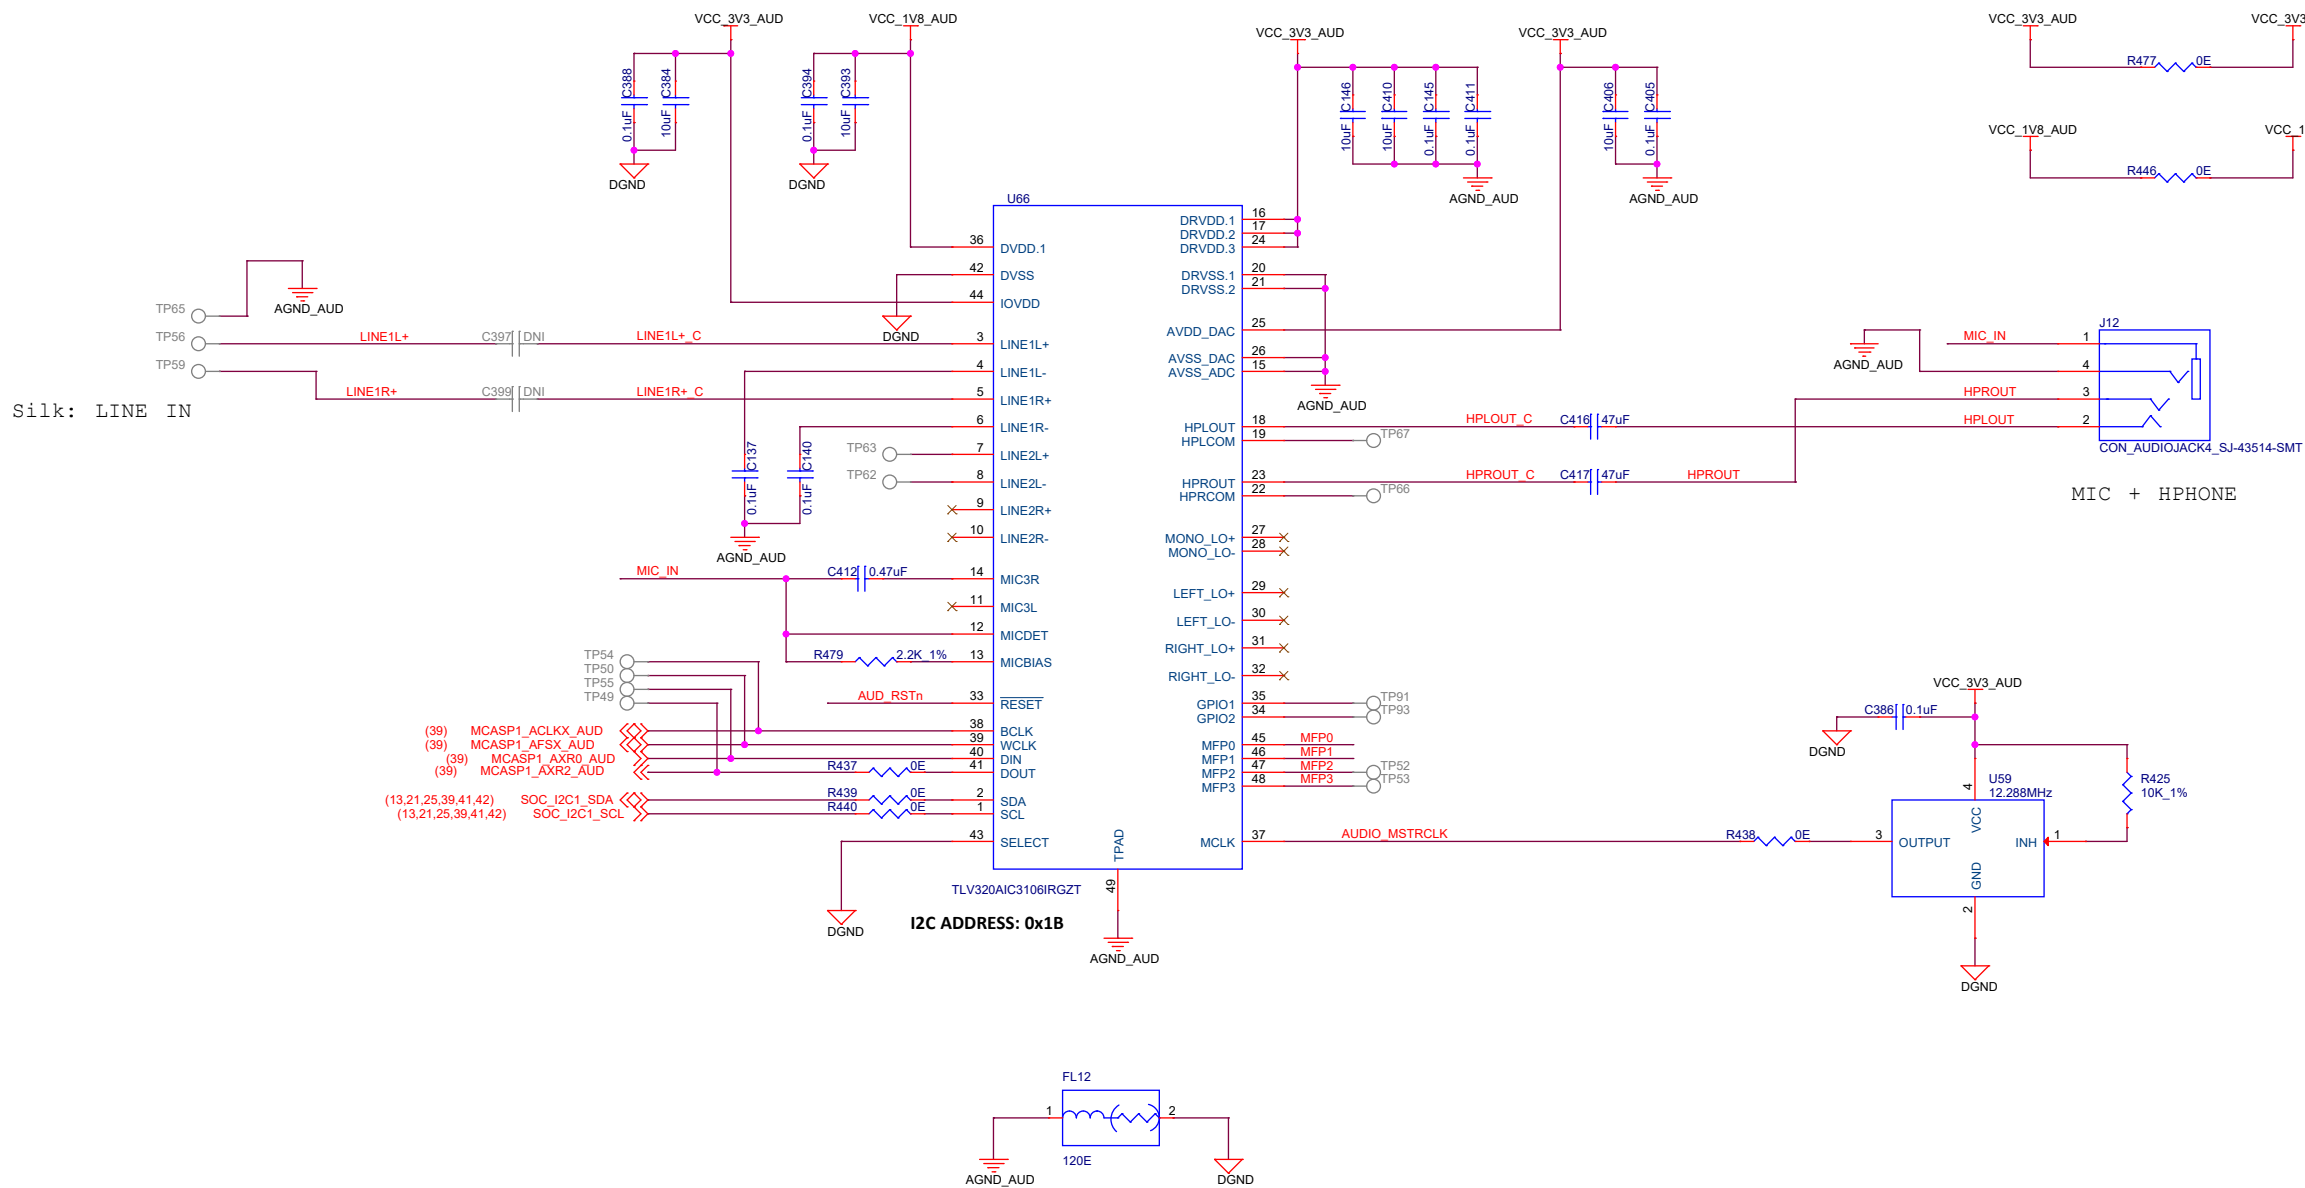 VCC_3V3_AUD
VCC_1V8_AUD
VCC_3V3_AUD
VCC_3V3_AUD
VCC_3V3_AUD
VCC_3V3
R477
0E
VCC_1V8_AUD
VCC_1
R446
0E
C388
0.1uF
C384
10uF
DGND
C394
0.1uF
C393
10uF
DGND
C146
10uF
C410
10uF
C145
0.1uF
C411
0.1uF
AGND_AUD
C406
10uF
C405
0.1uF
AGND_AUD
U66
36 DVDD.1
42 DVSS
44 IOVDD
DGND
3 LINE1L+
4 LINE1L-
5 LINE1R+
6 LINE1R-
7 LINE2L+
8 LINE2L-
9 LINE2R+
10 LINE2R-
14 MIC3R
11 MIC3L
12 MICDET
13 MICBIAS
33 RESET
38 BCLK
39 WCLK
40 DIN
41 DOUT
2 SDA
1 SCL
43 SELECT
DRVDD.1 16
DRVDD.2 17
DRVDD.3 24
DRVSS.1 20
DRVSS.2 21
AVDD_DAC 25
AVSS_DAC 26
AVSS_ADC 15
AGND_AUD
HPLOUT 18
HPLCOM 19
HPROUT 23
HPRCOM 22
MONO_LO+ 27
MONO_LO- 28
LEFT_LO+ 29
LEFT_LO- 30
RIGHT_LO+ 31
RIGHT_LO- 32
GPIO1 35
GPIO2 34
MFP0 45 MFP0
MFP1 46 MFP1
MFP2 47 MFP2
MFP3 48 MFP3
MCLK 37
TPAD
49
TLV320AIC3106IRGZT
I2C ADDRESS: 0x1B
AGND_AUD
TP65
AGND_AUD
TP56 LINE1L+ C397 DNI LINE1L+_C
TP59
LINE1R+ C399 DNI LINE1R+_C
Silk: LINE IN
C137
0.1uF
C140
0.1uF
AGND_AUD
TP63
TP62
MIC_IN C412 0.47uF
R479 2.2K_1%
TP54
TP50
TP55
TP49
AUD_RSTn
(39) MCASP1_ACLKX_AUD
(39) MCASP1_AFSX_AUD
(39) MCASP1_AXR0_AUD
(39) MCASP1_AXR2_AUD
R437 0E
(13,21,25,39,41,42) SOC_I2C1_SDA R439 0E
(13,21,25,39,41,42) SOC_I2C1_SCL R440 0E
DGND
HPLOUT_C C416 47uF
TP67
HPROUT_C C417 47uF HPROUT
TP66
TP91
TP93
TP52
TP53
AUDIO_MSTRCLK R438 0E
J12
MIC_IN 1
AGND_AUD
4
HPROUT 3
HPLOUT 2
CON_AUDIOJACK4_SJ-43514-SMT
MIC + HPHONE
VCC_3V3_AUD
C386 0.1uF
DGND
U59
12.288MHz
R425
10K_1%
4
VCC
3 OUTPUT
INH 1
GND
2
DGND
FL12
1
2
120E
AGND_AUD
DGND